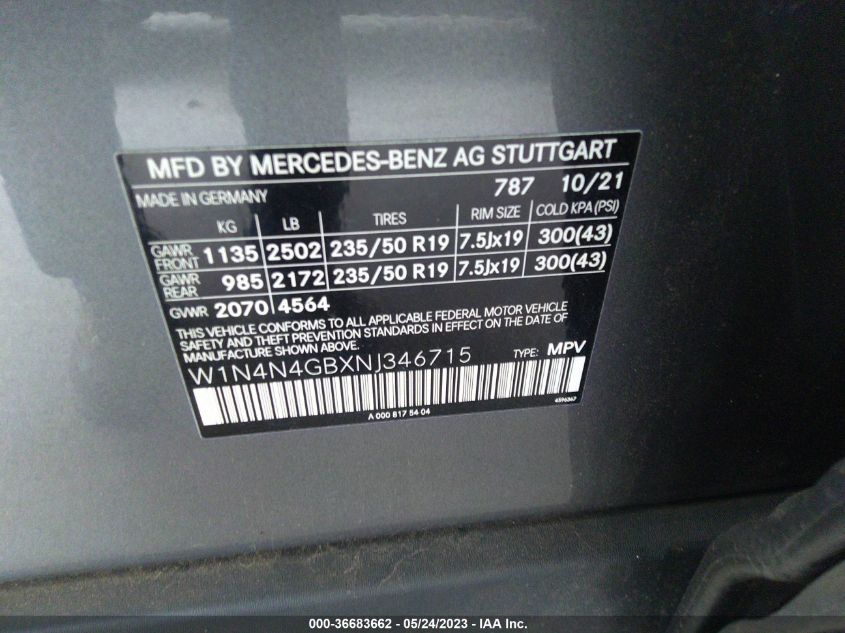 MFD BY MERCEDES-BENZ AG STUTTGART
MADE IN GERMANY 787 10/21
KG LB TIRES RIM SIZE COLD KPA (PSI)
GAWR FRONT 1135 2502 235/50 R19 7.5Jx19 300(43)
GAWR REAR 985 2172 235/50 R19 7.5Jx19 300(43)
GVWR 2070 4564
THIS VEHICLE CONFORMS TO ALL APPLICABLE FEDERAL MOTOR VEHICLE
SAFETY AND THEFT PREVENTION STANDARDS IN EFFECT ON THE DATE OF
MANUFACTURE SHOWN ABOVE.
W1N4N4GBXNJ346715 TYPE: MPV
A 000 817 54 04 4596367
000-36683662 - 05/24/2023 - IAA Inc.